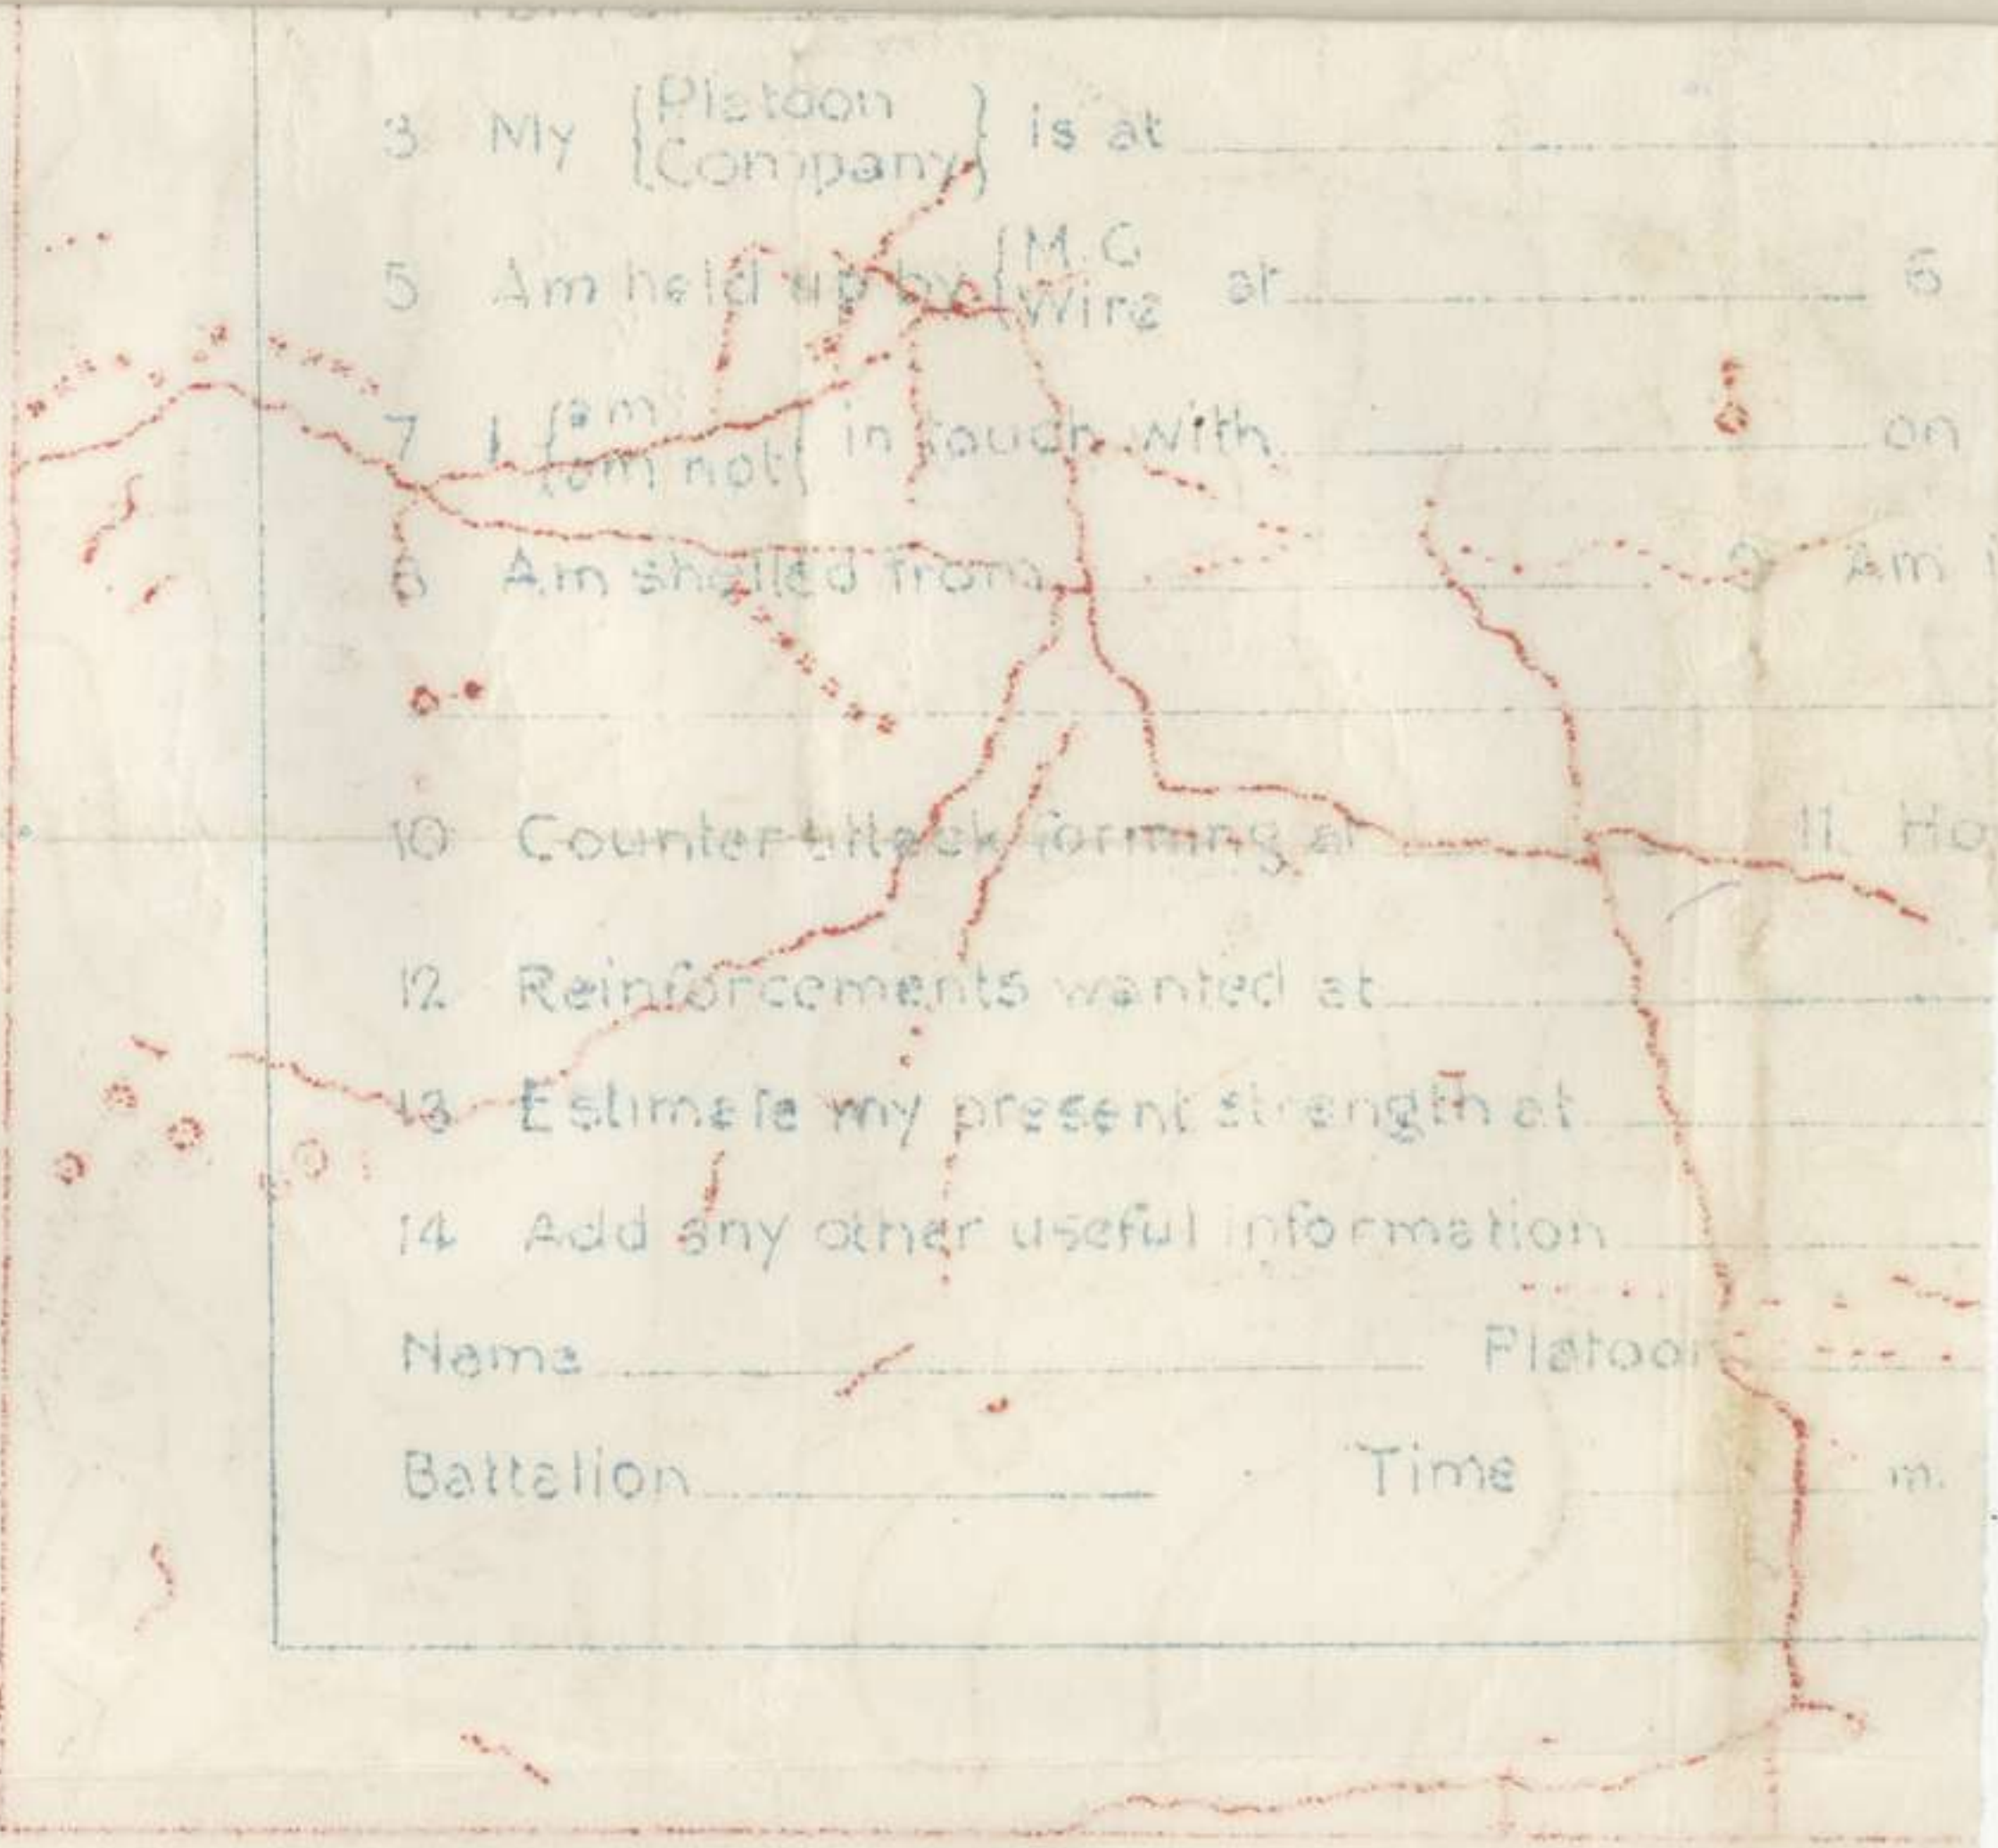 3 My {Platoon Company} is at
5 Am held up by {M.G Wire at 6
7 I {am am not} in touch with on
8 Am shelled from 9 Am
10 Counter attack forming at 11. Ho
12 Reinforcements wanted at
13 Estimate my present strength at
14 Add any other useful information
Name Platoon
Battalion Time m.